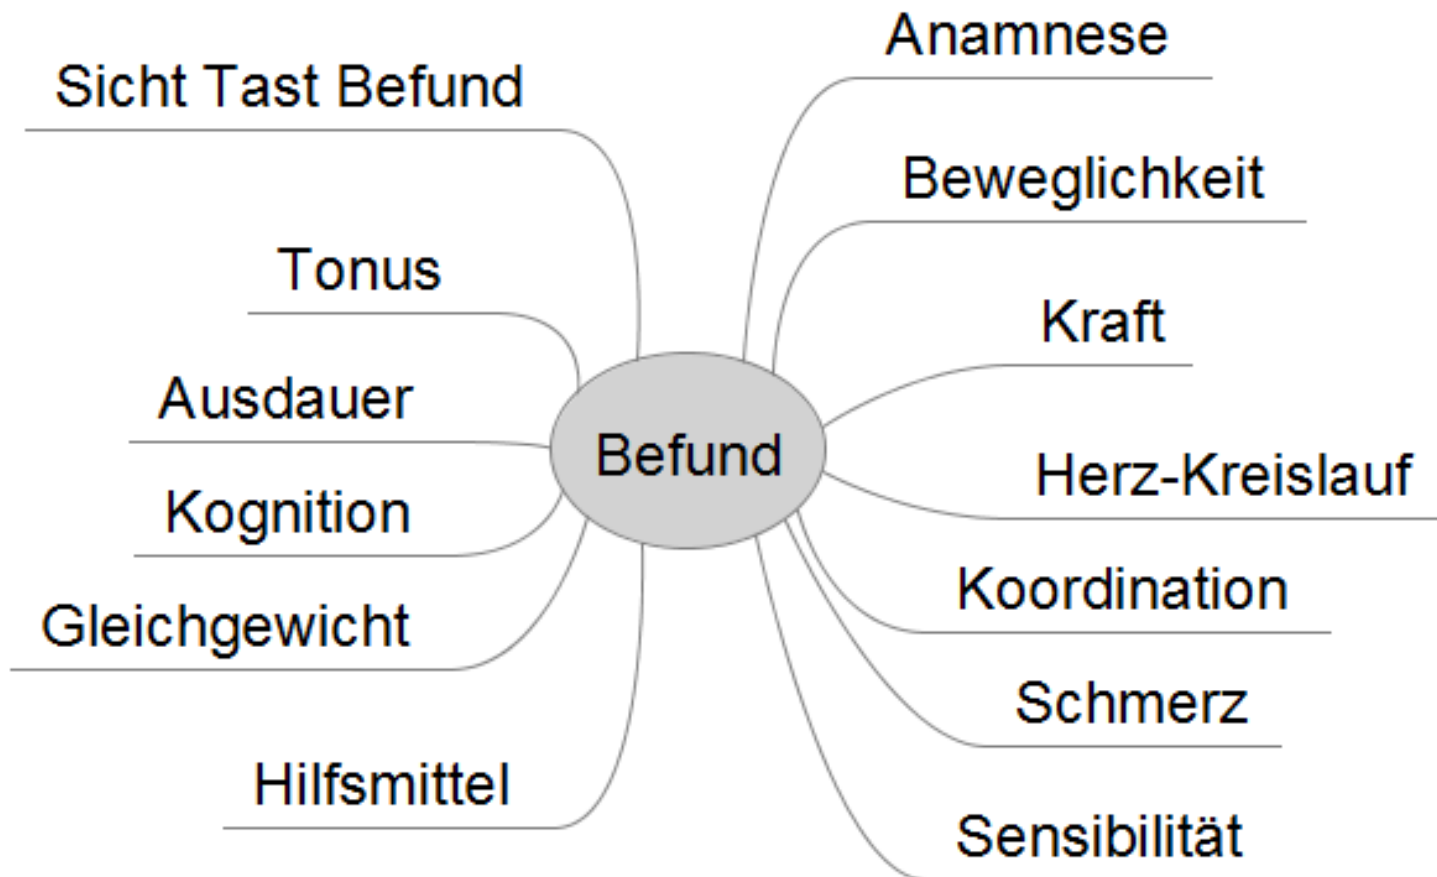 Sicht Tast Befund
Tonus
Ausdauer
Kognition
Gleichgewicht
Hilfsmittel
Befund
Anamnese
Beweglichkeit
Kraft
Herz-Kreislauf
Koordination
Schmerz
Sensibilität